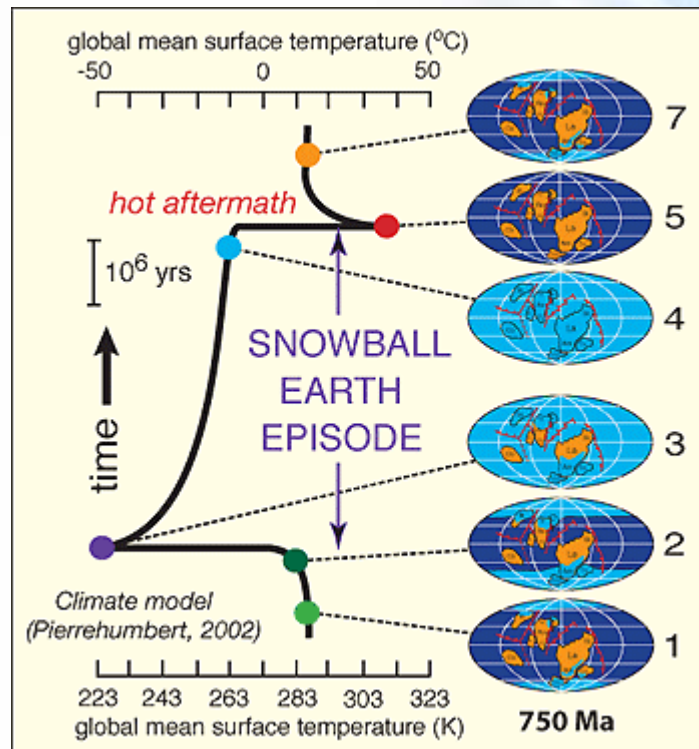 global mean surface temperature (°C)
-50 0 50
7
hot aftermath
5
10⁶ yrs
4
SNOWBALL
EARTH
EPISODE
time
3
2
Climate model
(Pierrehumbert, 2002)
1
223 243 263 283 303 323
global mean surface temperature (K)
750 Ma